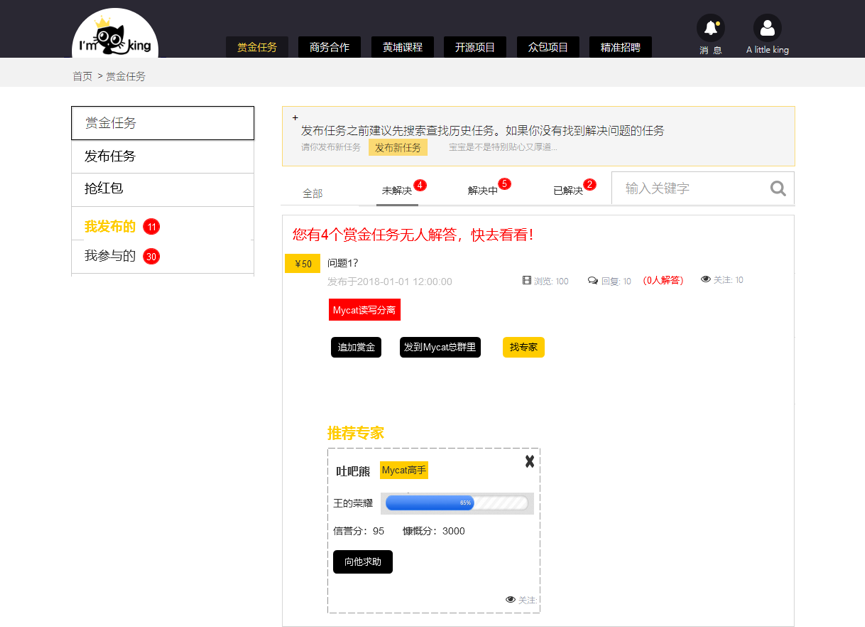 I'm king
赏金任务 商务合作 黄埔课程 开源项目 众包项目 精准招聘
消 息 A little king
首页 > 赏金任务
赏金任务
发布任务
抢红包
我发布的 11
我参与的 30
+
发布任务之前建议先搜索查找历史任务。如果你没有找到解决问题的任务
请你发布新任务 发布新任务 宝宝是不是特别贴心又厚道...
全部 未解决 4 解决中 5 已解决 2 输入关键字
您有4个赏金任务无人解答，快去看看!
¥50 问题1?
发布于2018-01-01 12:00:00 浏览: 100 回复: 10 (0人解答) 关注: 10
Mycat读写分离
追加赏金 发到Mycat总群里 找专家
推荐专家
吐吧熊 Mycat高手 X
王的荣耀 65%
信誉分: 95 慷慨分: 3000
向他求助
关注: